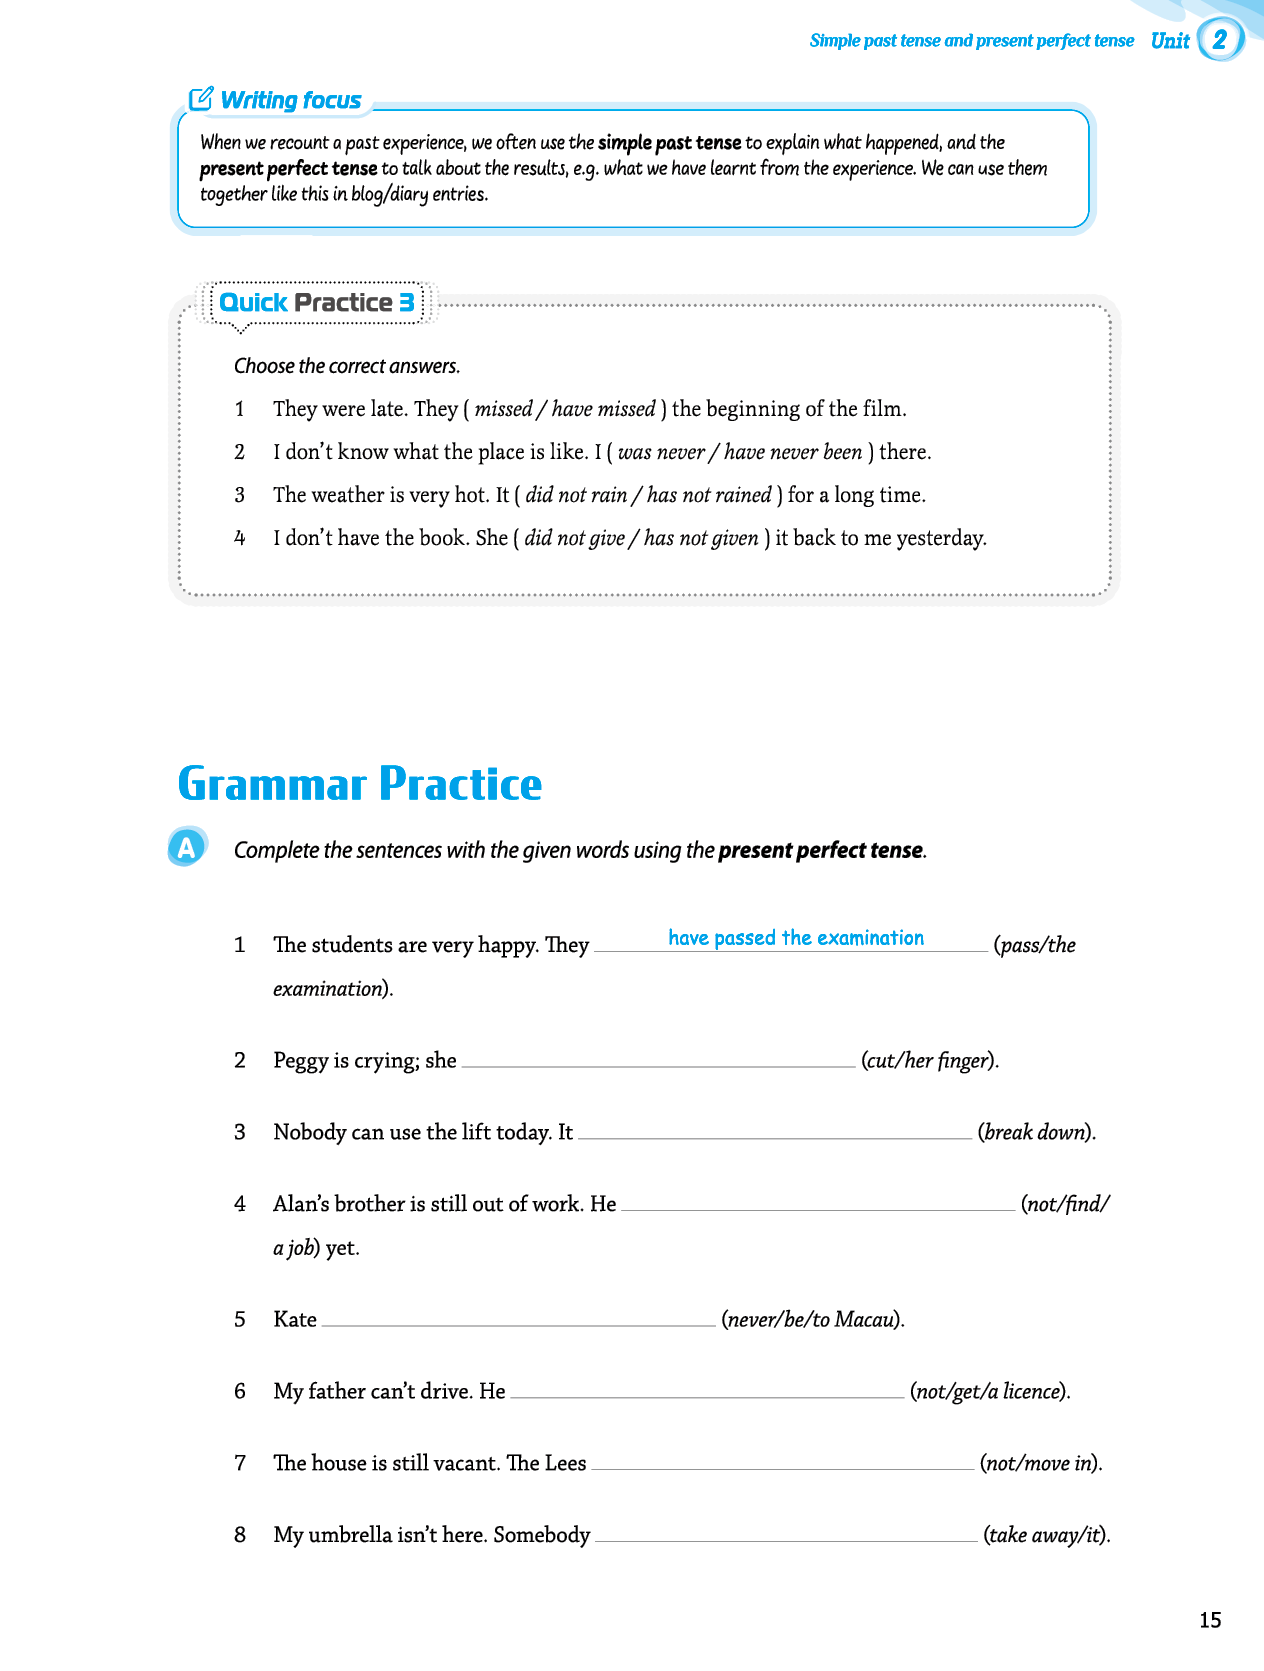 Simple past tense and present perfect tense Unit 2
Writing focus
When we recount a past experience, we often use the simple past tense to explain what happened, and the
present perfect tense to talk about the results, e.g. what we have learnt from the experience. We can use them
together like this in blog/diary entries.
Quick Practice 3
Choose the correct answers.
1 They were late. They ( missed / have missed ) the beginning of the film.
2 I don't know what the place is like. I ( was never / have never been ) there.
3 The weather is very hot. It ( did not rain / has not rained ) for a long time.
4 I don't have the book. She ( did not give / has not given ) it back to me yesterday.
Grammar Practice
A Complete the sentences with the given words using the present perfect tense.
1 The students are very happy. They have passed the examination (pass/the
examination).
2 Peggy is crying; she (cut/her finger).
3 Nobody can use the lift today. It (break down).
4 Alan's brother is still out of work. He (not/find/
a job) yet.
5 Kate (never/be/to Macau).
6 My father can't drive. He (not/get/a licence).
7 The house is still vacant. The Lees (not/move in).
8 My umbrella isn't here. Somebody (take away/it).
15